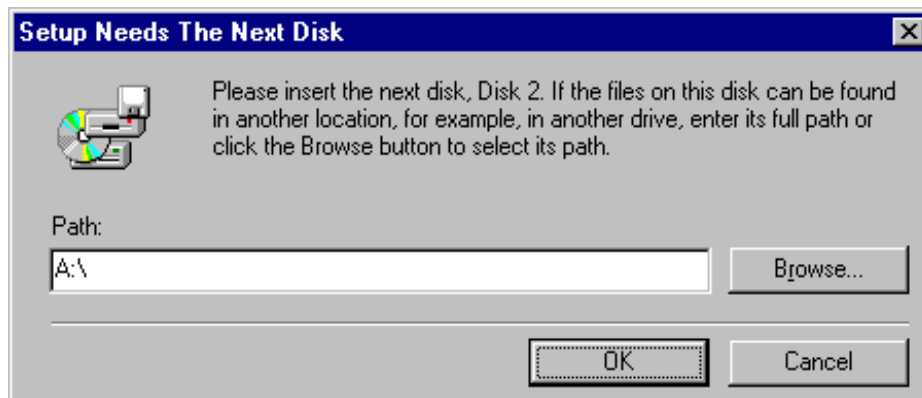 Setup Needs The Next Disk
Please insert the next disk, Disk 2. If the files on this disk can be found
in another location, for example, in another drive, enter its full path or
click the Browse button to select its path.
Path:
A:\
Browse...
OK
Cancel